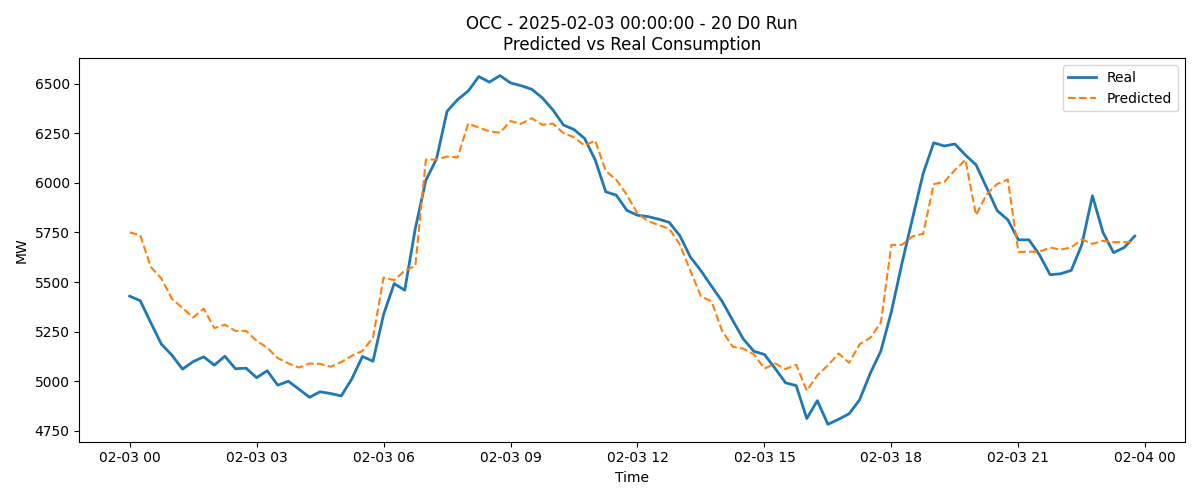 OCC - 2025-02-03 00:00:00 - 20 D0 Run
Predicted vs Real Consumption
Real
Predicted
MW
6500
6250
6000
5750
5500
5250
5000
4750
02-03 00
02-03 03
02-03 06
02-03 09
02-03 12
02-03 15
02-03 18
02-03 21
02-04 00
Time